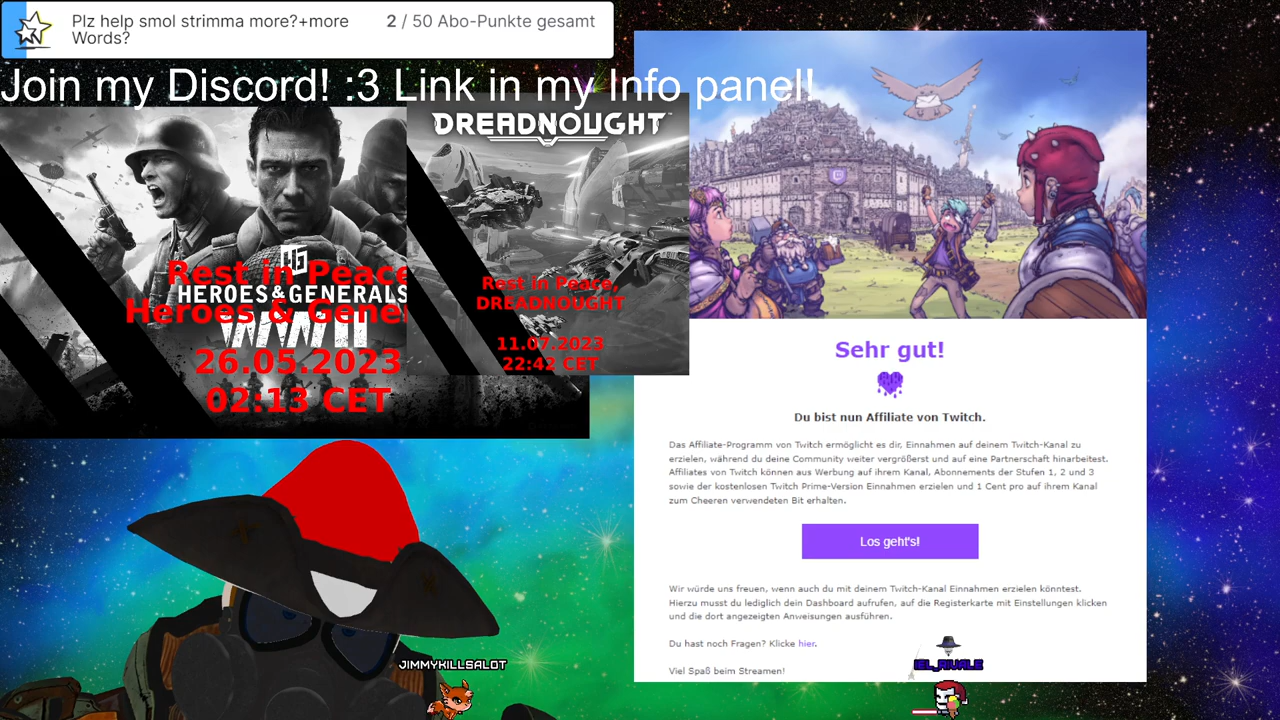 Plz help smol strimma more?+more
Words?
2 / 50 Abo-Punkte gesamt
Join my Discord! :3 Link in my Info panel!
DREADNOUGHT
Rest in Peace,
DREADNOUGHT
11.07.2023
22:42 CET
Rest in Peace
HEROES & GENERALS
Heroes & Gene
WWII
26.05.2023
02:13 CET
Sehr gut!
Du bist nun Affiliate von Twitch.
Das Affiliate-Programm von Twitch ermöglicht es dir, Einnahmen auf deinem Twitch-Kanal zu
erzielen, während du deine Community weiter vergrößerst und auf eine Partnerschaft hinarbeitest.
Affiliates von Twitch können aus Werbung auf ihrem Kanal, Abonnements der Stufen 1, 2 und 3
sowie der kostenlosen Twitch Prime-Version Einnahmen erzielen und 1 Cent pro auf ihrem Kanal
zum Cheeren verwendeten Bit erhalten.
Los geht's!
Wir würde uns freuen, wenn auch du mit deinem Twitch-Kanal Einnahmen erzielen könntest.
Hierzu musst du lediglich dein Dashboard aufrufen, auf die Registerkarte mit Einstellungen klicken
und die dort angezeigten Anweisungen ausführen.
Du hast noch Fragen? Klicke hier.
Viel Spaß beim Streamen!
JIMMYKILLSALOT